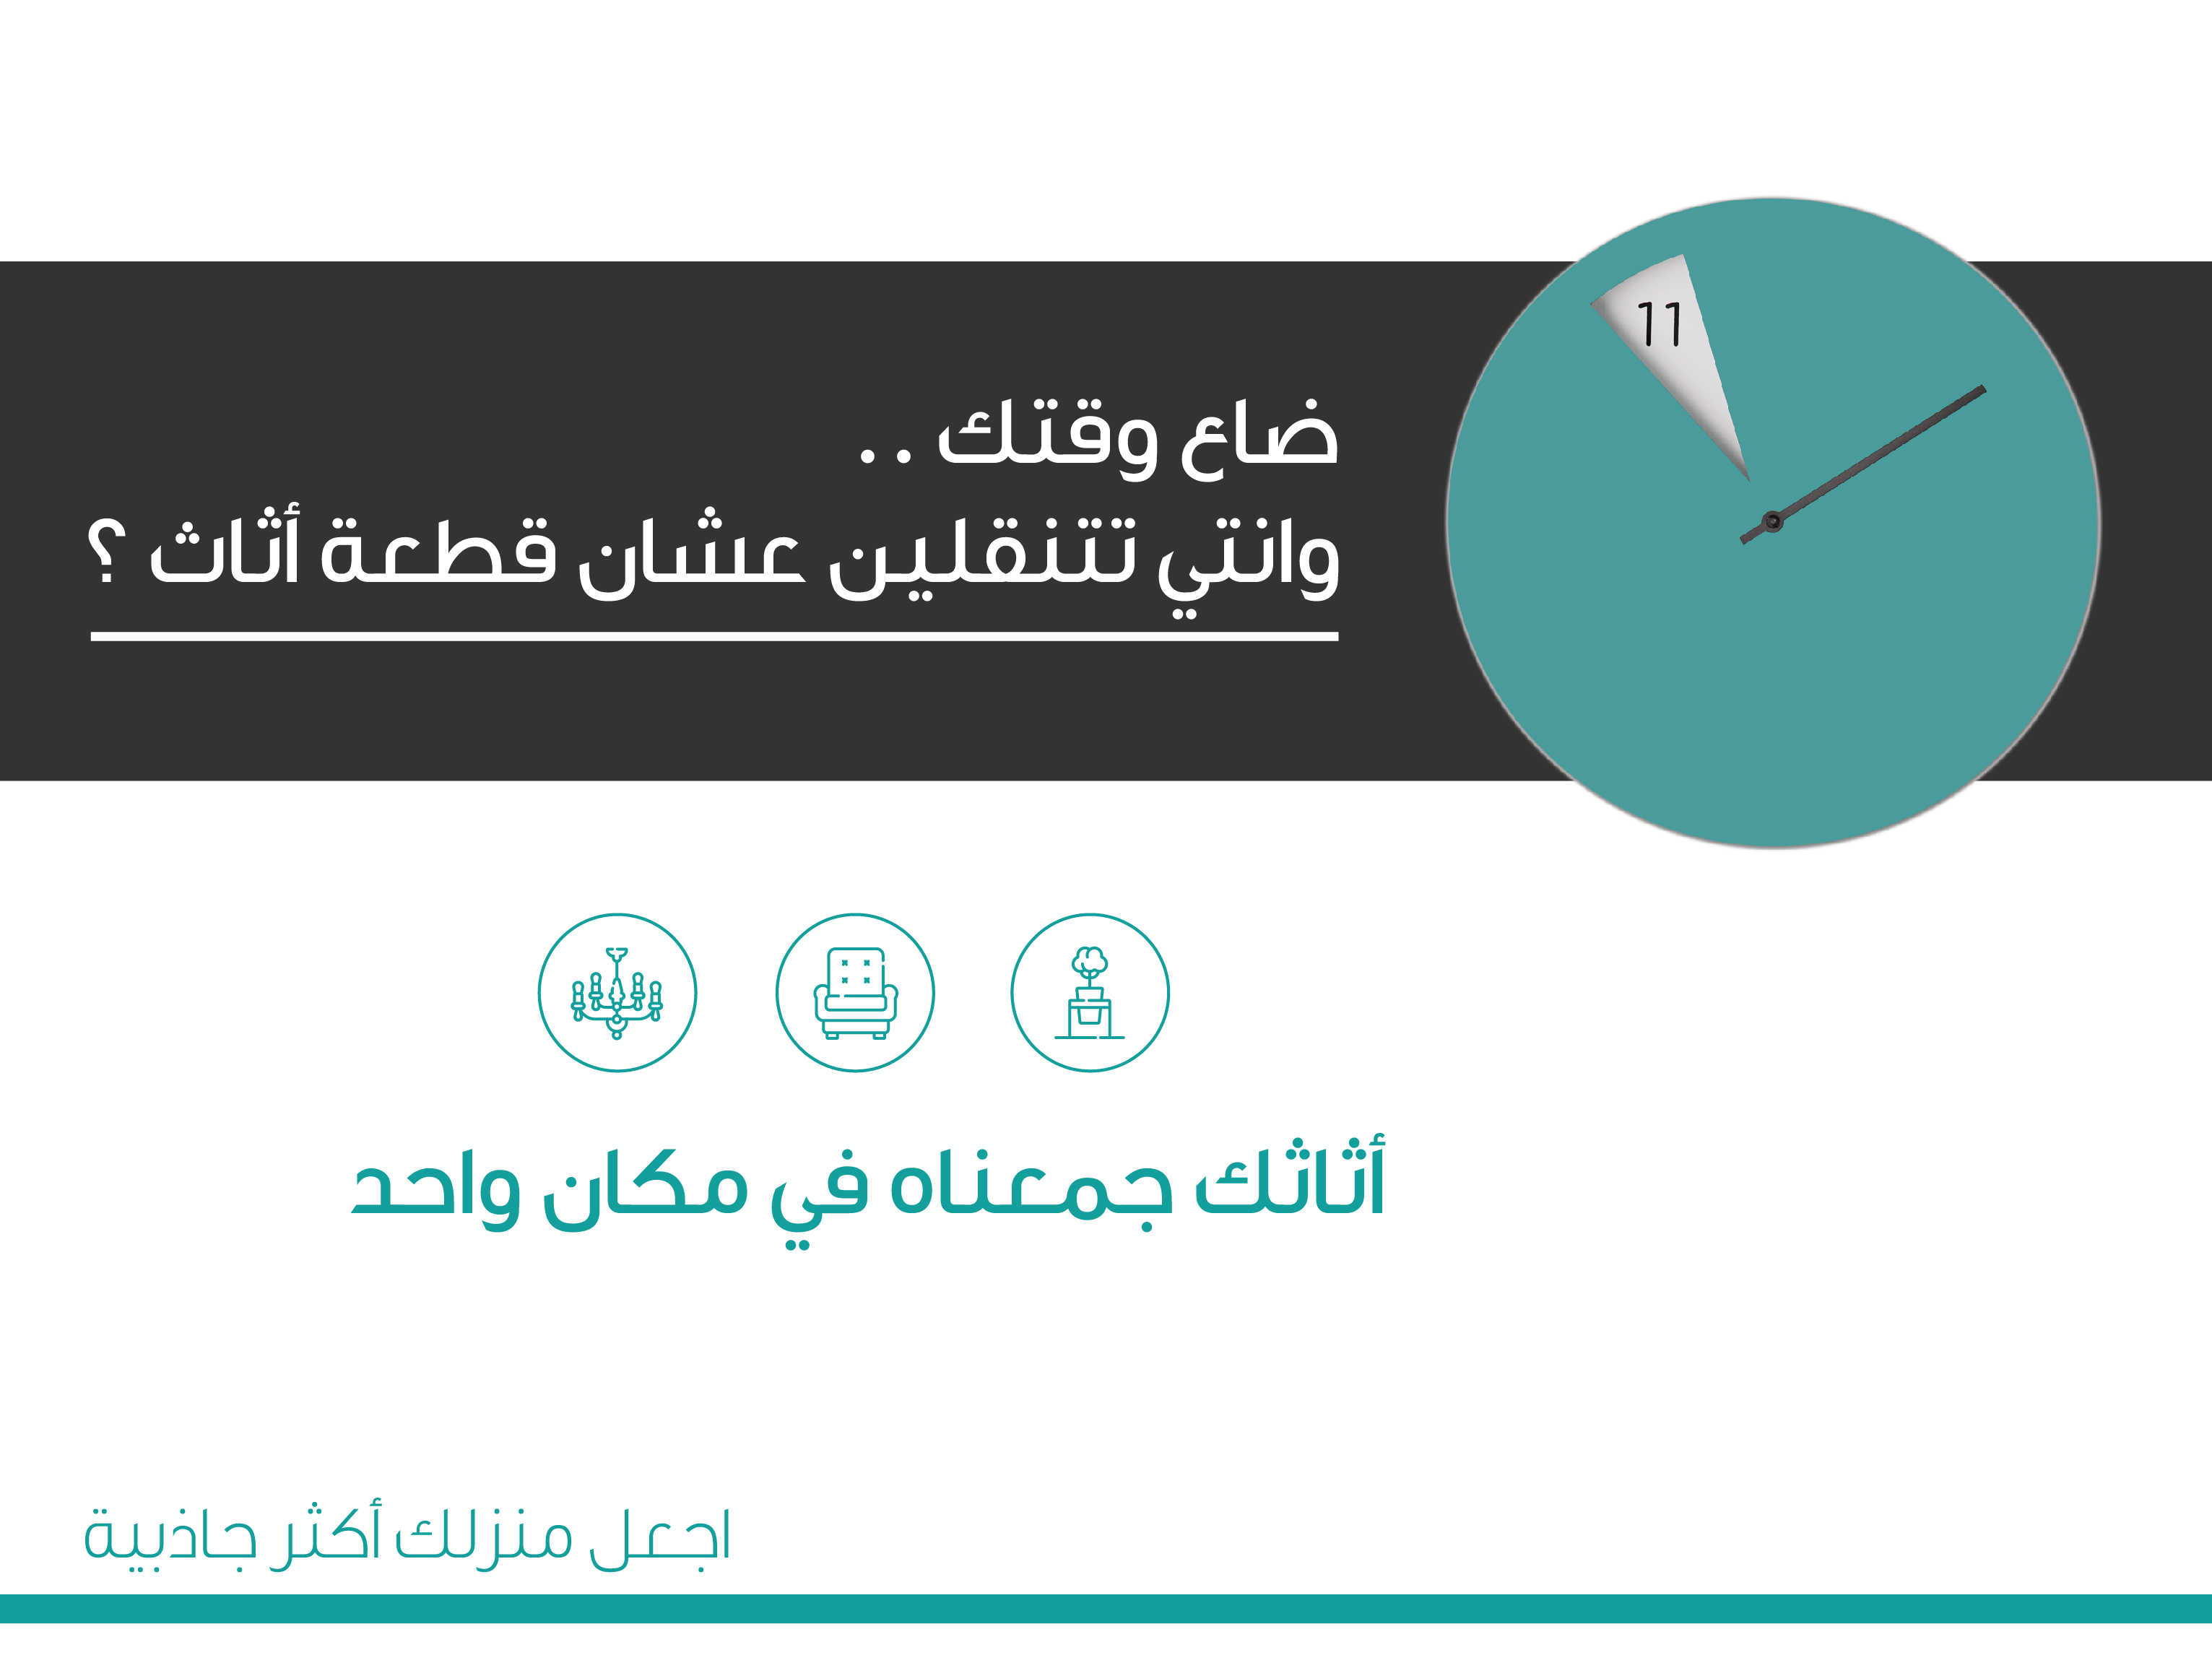 11
ضاع وقتك ..
وانتي تتنقلين عشان قطعة أثاث ؟
أثاثك جمعناه في مكان واحد
اجعل منزلك أكثر جاذبية